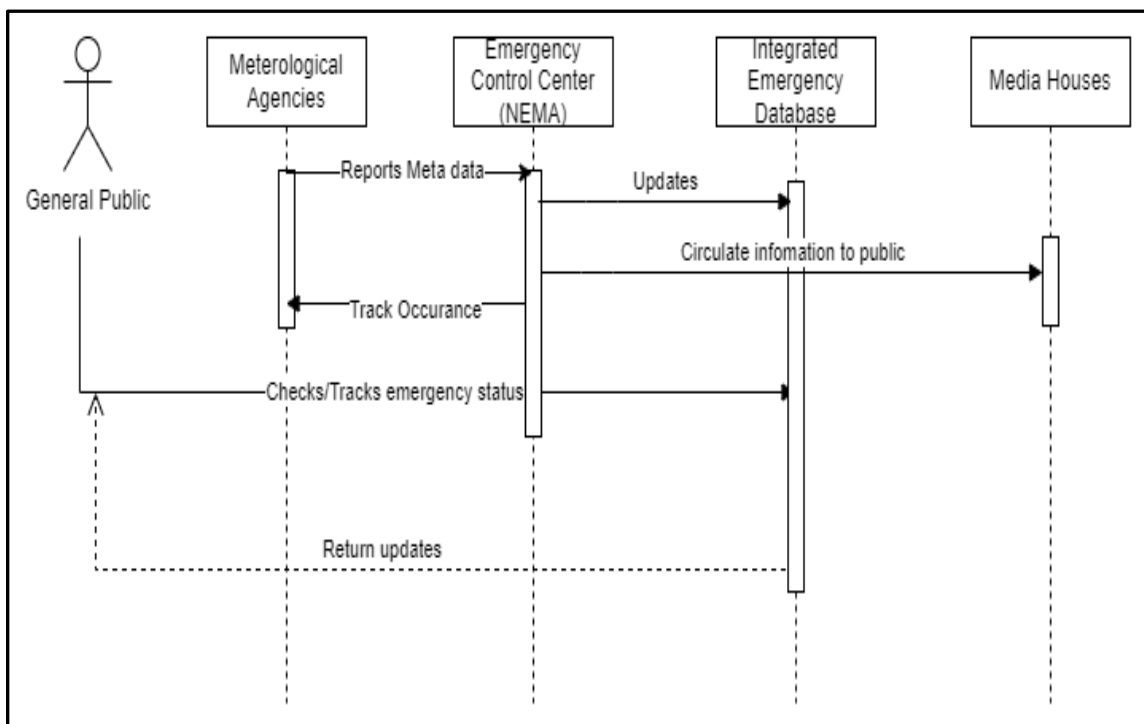 Meterological
Agencies
Emergency
Control Center
(NEMA)
Integrated
Emergency
Database
Media Houses
General Public
Reports Meta data
Updates
Circulate infomation to public
Track Occurance
Checks/Tracks emergency status
Return updates